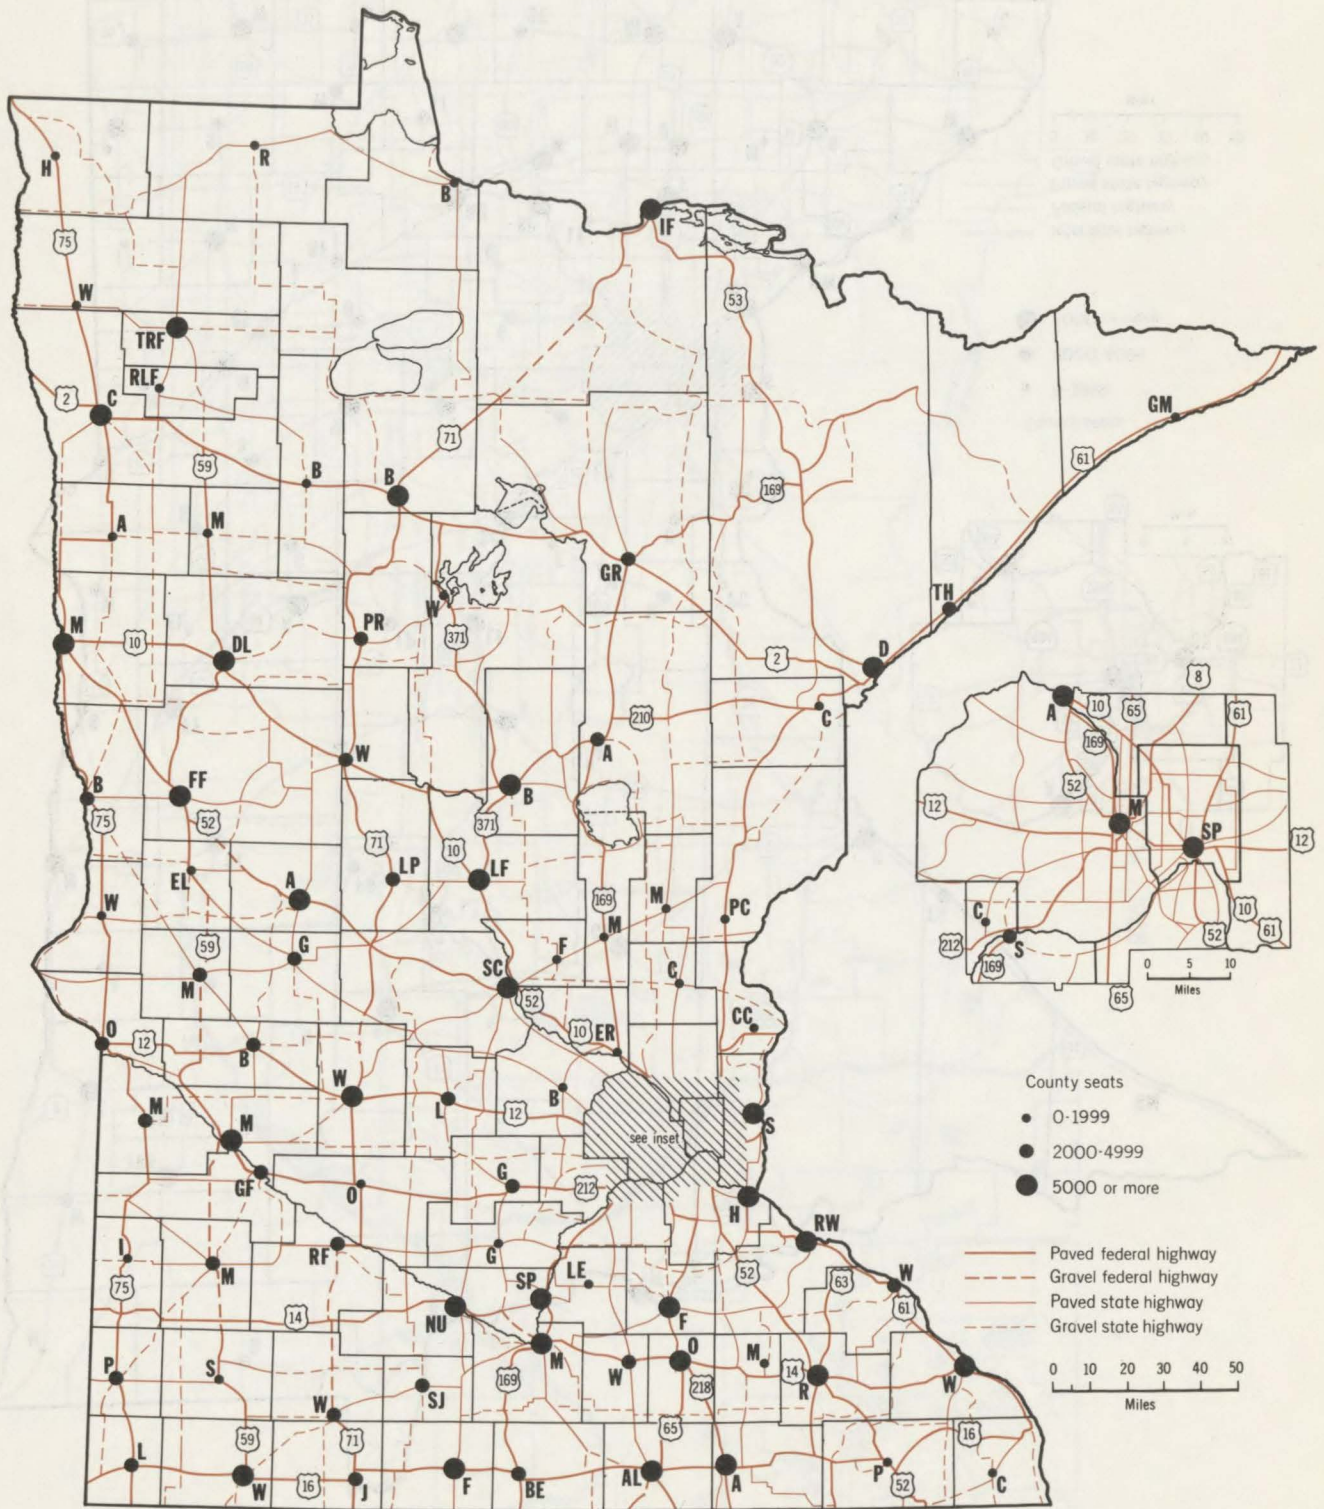 H
R
B
IF
75
53
W
TRF
RLF
2
C
GM
71
61
59
B
B
169
A
M
GR
W
TH
M
10
DL
PR
371
2
D
8
210
C
A
10
65
61
169
W
A
B
FF
B
52
75
52
371
12
M
SP
12
71
10
EL
A
LP
LF
169
W
M
PC
C
10
59
G
M
F
S
52
61
212
SC
169
M
C
0 5 10
Miles
65
52
10
ER
CC
O
12
B
W
L
12
B
County seats
0-1999
2000-4999
5000 or more
M
M
see inset
S
GF
O
G
212
H
RW
I
M
RF
G
52
Paved federal highway
Gravel federal highway
Paved state highway
Gravel state highway
75
SP
LE
63
W
61
14
NU
F
M
O
M
P
S
169
W
14
R
W
0 10 20 30 40 50
Miles
218
W
SJ
65
59
71
16
L
W
16
J
F
BE
AL
A
P
52
C